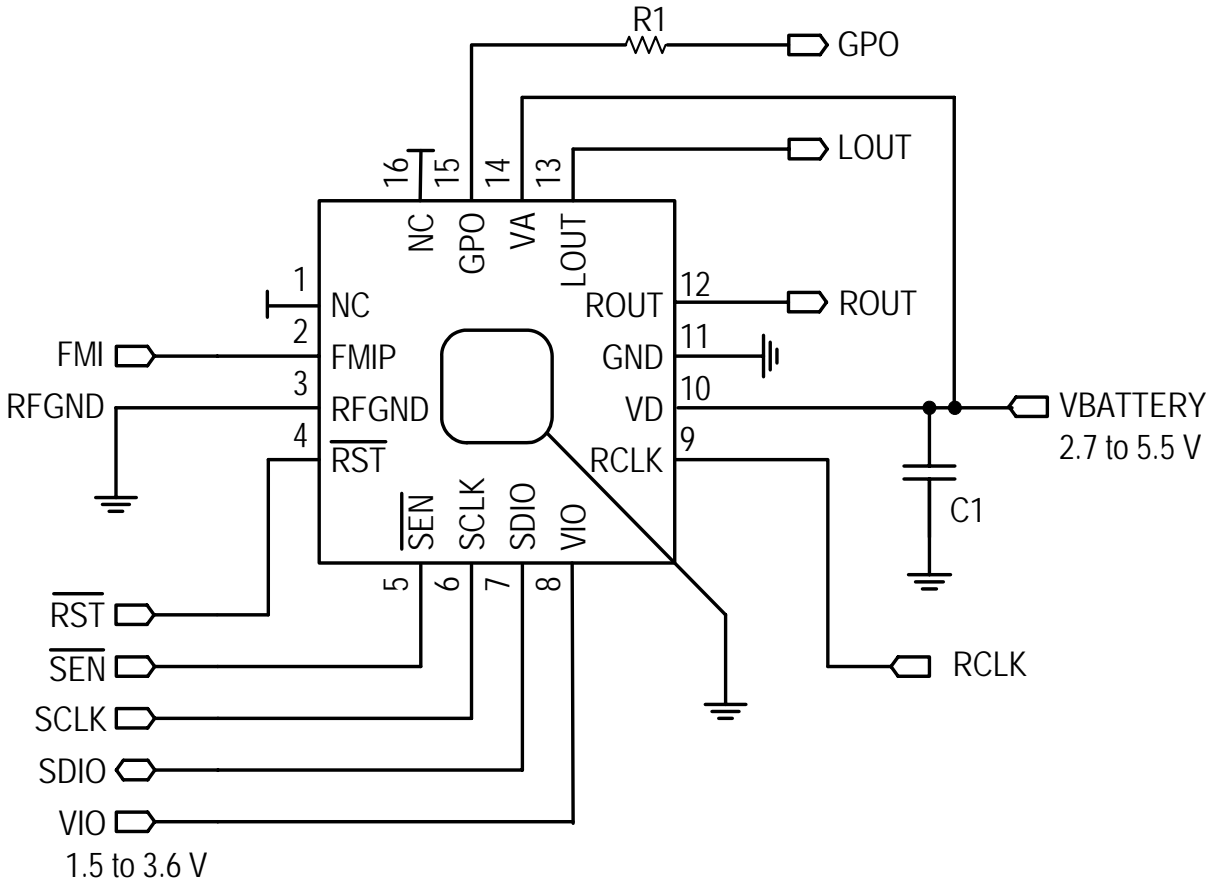 R1
GPO
LOUT
16
15
14
13
NC
GPO
VA
LOUT
1
NC
ROUT
12
ROUT
FMI
2
FMIP
GND
11
RFGND
3
RFGND
VD
10
VBATTERY
2.7 to 5.5 V
4
RST
RCLK
9
C1
SEN
SCLK
SDIO
VIO
5
6
7
8
RST
SEN
RCLK
SCLK
SDIO
VIO
1.5 to 3.6 V